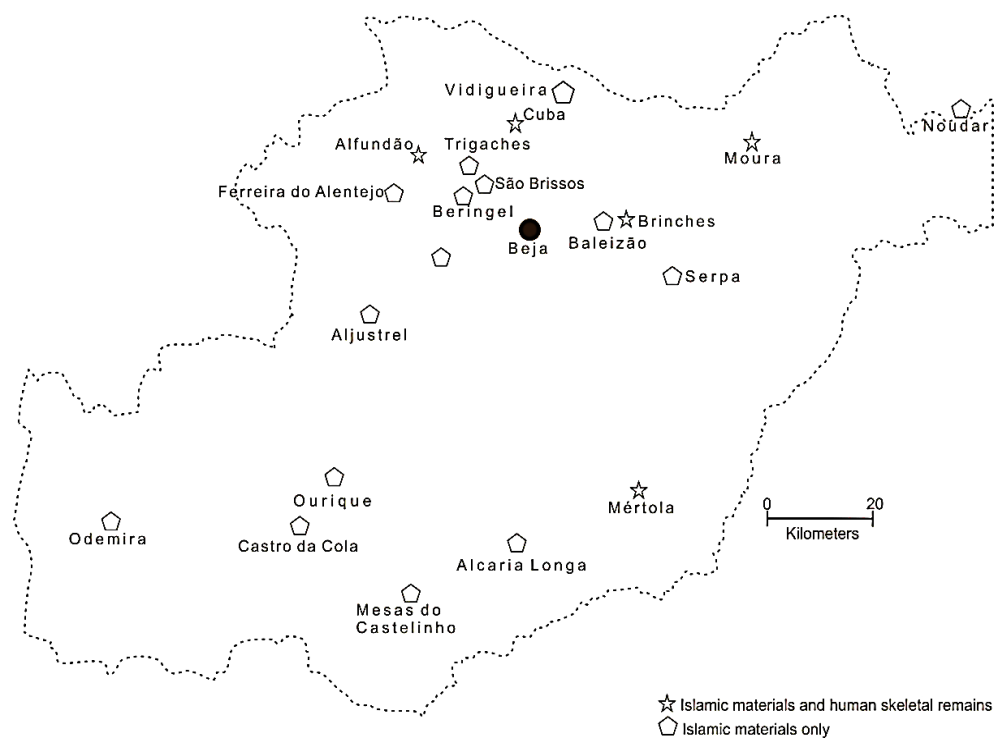 Vidigueira
Cuba
Noudar
Alfundão
Trigaches
Moura
São Brissos
Ferreira do Alentejo
Beringel
Brinches
Baleizão
Beja
Serpa
Aljustrel
Ourique
Mértola
0 20
Kilometers
Odemira
Castro da Cola
Alcaria Longa
Mesas do
Castelinho
Islamic materials and human skeletal remains
Islamic materials only